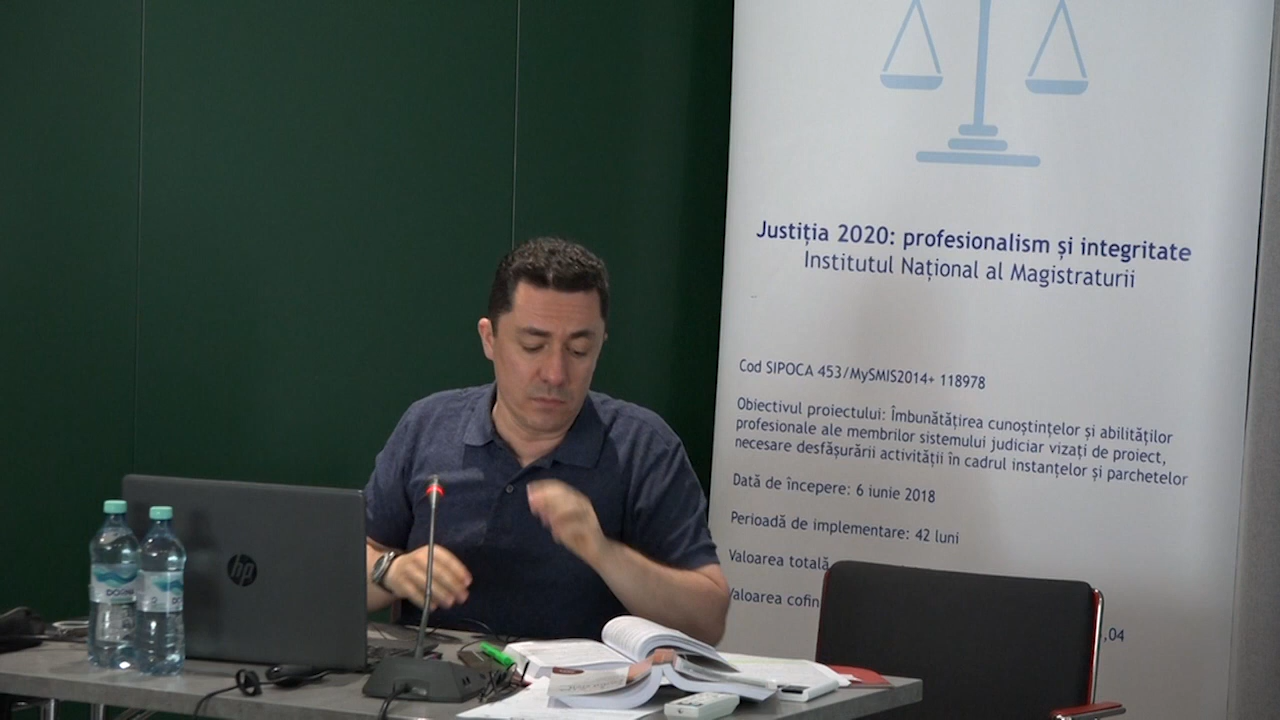 Justiția 2020: profesionalism și integritate
Institutul Național al Magistraturii
Cod SIPOCA 453/MySMIS2014+ 118978
Obiectivul proiectului: Îmbunătățirea cunoștințelor și abilităților
profesionale ale membrilor sistemului judiciar vizați de proiect,
necesare desfășurării activității în cadrul instanțelor și parchetelor
Dată de începere: 6 iunie 2018
Perioadă de implementare: 42 luni
Valoarea totală
Valoarea cofin
,04
hp